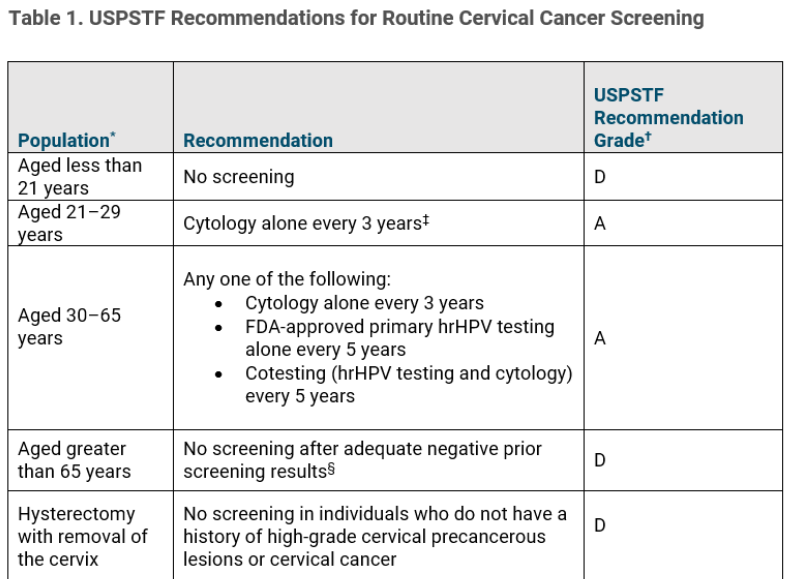 Table 1. USPSTF Recommendations for Routine Cervical Cancer Screening
Population*
Recommendation
USPSTF
Recommendation
Grade†
Aged less than
21 years
No screening
D
Aged 21–29
years
Cytology alone every 3 years‡
A
Aged 30–65
years
Any one of the following:
• Cytology alone every 3 years
• FDA-approved primary hrHPV testing
alone every 5 years
• Cotesting (hrHPV testing and cytology)
every 5 years
A
Aged greater
than 65 years
No screening after adequate negative prior
screening results§
D
Hysterectomy
with removal of
the cervix
No screening in individuals who do not have a
history of high-grade cervical precancerous
lesions or cervical cancer
D